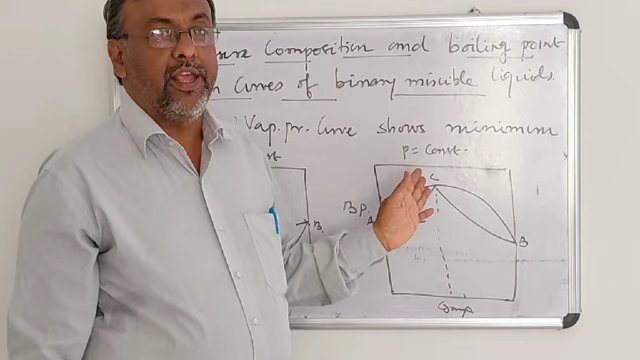 Composition and boiling point
Curves of binary miscible liquids.
Vap. pr. Curve shows minimum
P = Const.
C
B.P.
A
B
B
Comp